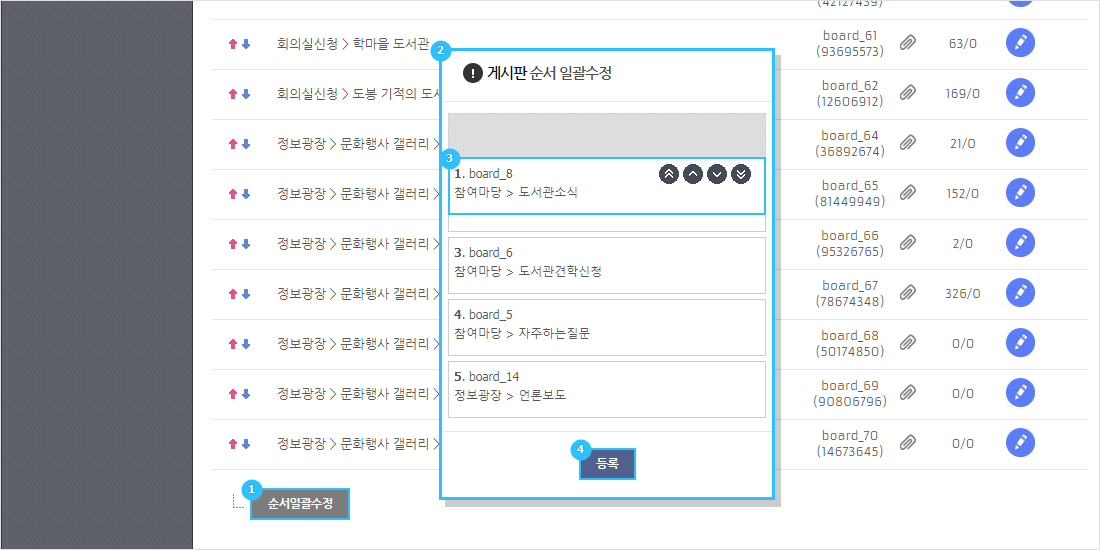 (42127439)
회의실신청 > 학마을 도서관
board_61
(93695573)
63/0
회의실신청 > 도봉 기적의 도서
board_62
(12606912)
169/0
정보광장 > 문화행사 갤러리 >
board_64
(36892674)
21/0
정보광장 > 문화행사 갤러리 >
board_65
(81449949)
152/0
정보광장 > 문화행사 갤러리 >
board_66
(95326765)
2/0
정보광장 > 문화행사 갤러리 >
board_67
(78674348)
326/0
정보광장 > 문화행사 갤러리 >
board_68
(50174850)
0/0
정보광장 > 문화행사 갤러리 >
board_69
(90806796)
0/0
정보광장 > 문화행사 갤러리 >
board_70
(14673645)
0/0
1
순서일괄수정
2
! 게시판 순서 일괄수정
3
1. board_8
참여마당 > 도서관소식
3. board_6
참여마당 > 도서관견학신청
4. board_5
참여마당 > 자주하는질문
5. board_14
정보광장 > 언론보도
4
등록